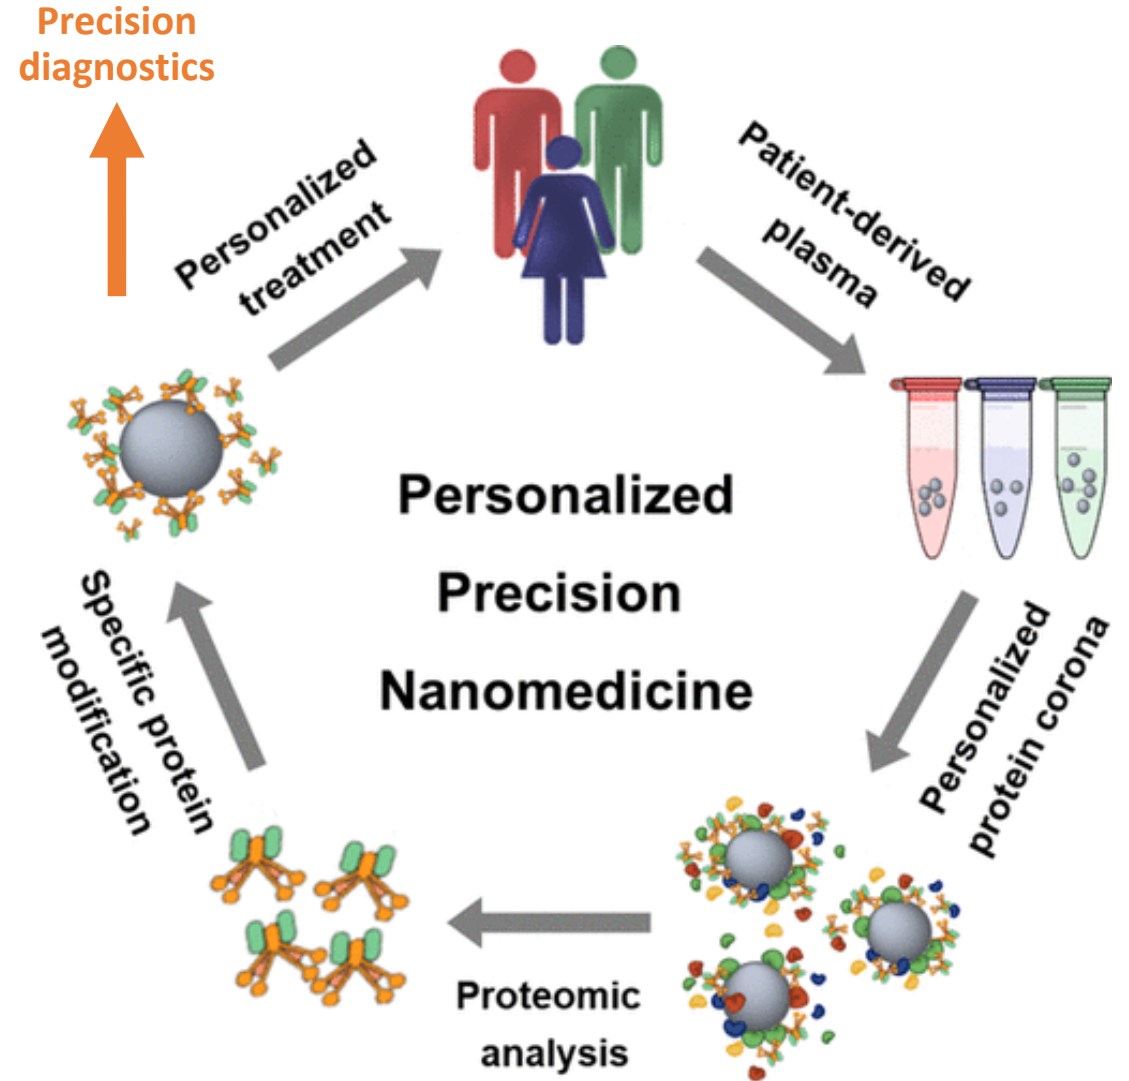 Precision
diagnostics
Personalized
treatment
Patient-derived
plasma
Personalized
Precision
Nanomedicine
Personalized
protein corona
Specific protein
modification
Proteomic
analysis